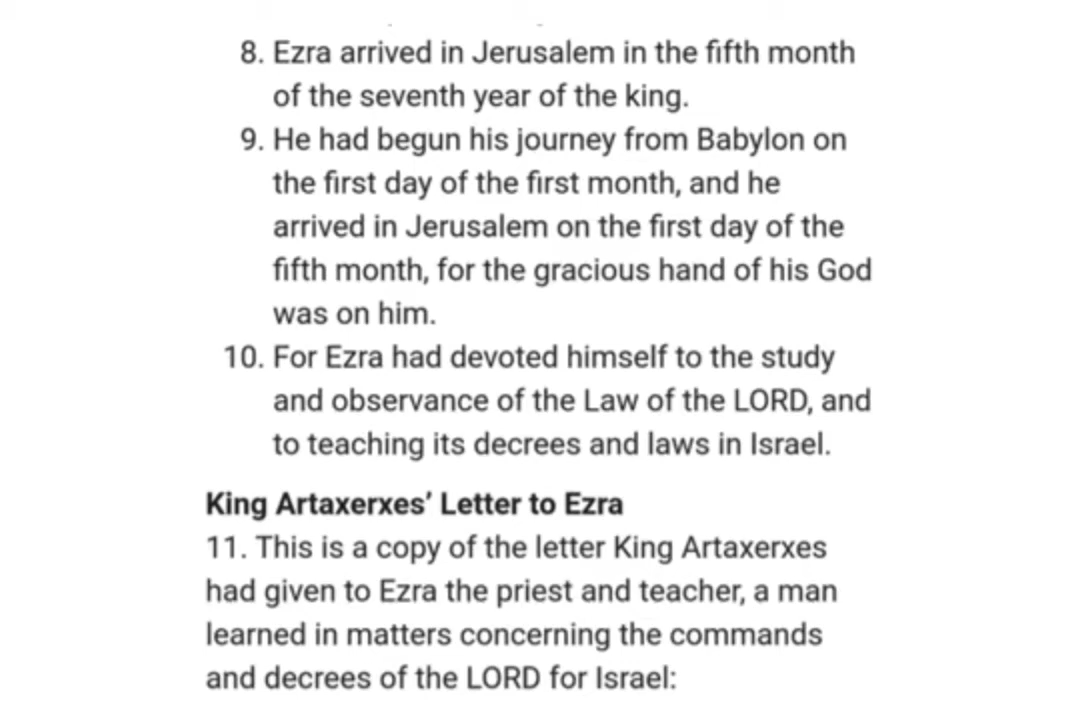 8. Ezra arrived in Jerusalem in the fifth month
of the seventh year of the king.
9. He had begun his journey from Babylon on
the first day of the first month, and he
arrived in Jerusalem on the first day of the
fifth month, for the gracious hand of his God
was on him.
10. For Ezra had devoted himself to the study
and observance of the Law of the LORD, and
to teaching its decrees and laws in Israel.
King Artaxerxes’ Letter to Ezra
11. This is a copy of the letter King Artaxerxes
had given to Ezra the priest and teacher, a man
learned in matters concerning the commands
and decrees of the LORD for Israel: